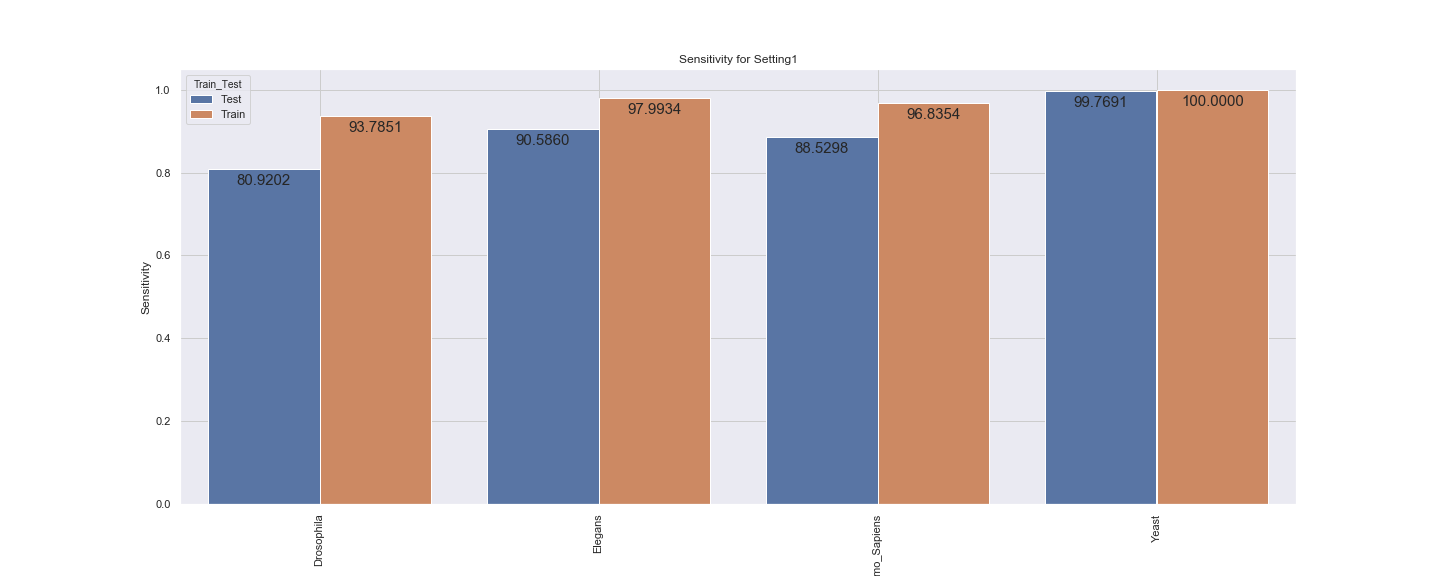 Sensitivity for Setting1
Train_Test
Test
Train
1.0
0.8
0.6
0.4
0.2
0.0
Sensitivity
80.9202
93.7851
90.5860
97.9934
88.5298
96.8354
99.7691
100.0000
Drosophila
Elegans
mo_Sapiens
Yeast